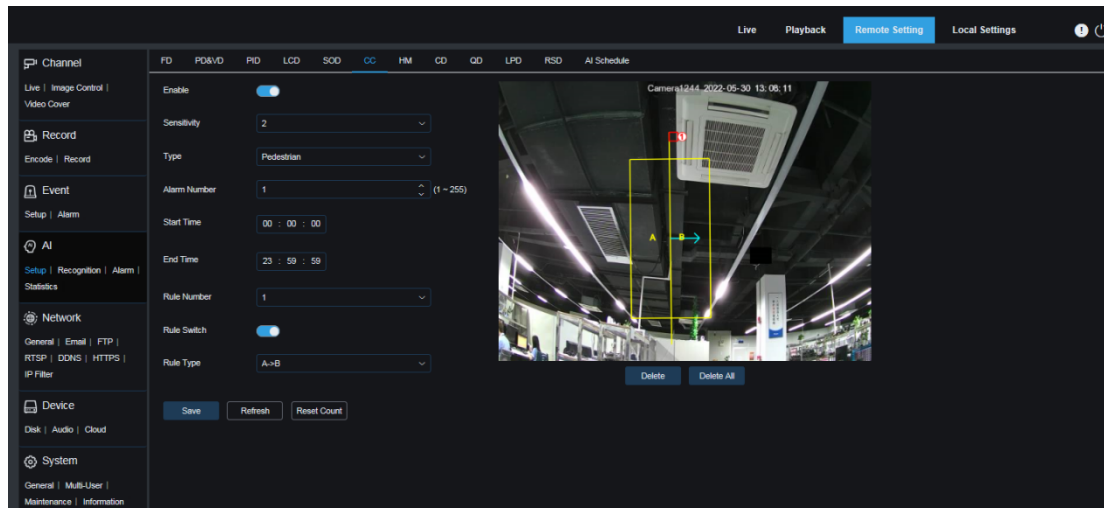 Live Playback Remote Setting Local Settings
Channel
Live | Image Control |
Video Cover
Record
Encode | Record
Event
Setup | Alarm
AI
Setup | Recognition | Alarm |
Statistics
Network
General | Email | FTP |
RTSP | DDNS | HTTPS |
IP Filter
Device
Disk | Audio | Cloud
System
General | Multi-User |
Maintenance | Information
FD PD&VD PID LCD SOD CC HM CD QD LPD RSD AI Schedule
Enable
Sensitivity 2
Type Pedestrian
Alarm Number 1 (1 ~ 255)
Start Time 00 : 00 : 00
End Time 23 : 59 : 59
Rule Number 1
Rule Switch
Rule Type A->B
Save Refresh Reset Count
Camera1244 2022-05-30 13:06:11
1
A B
Delete Delete All